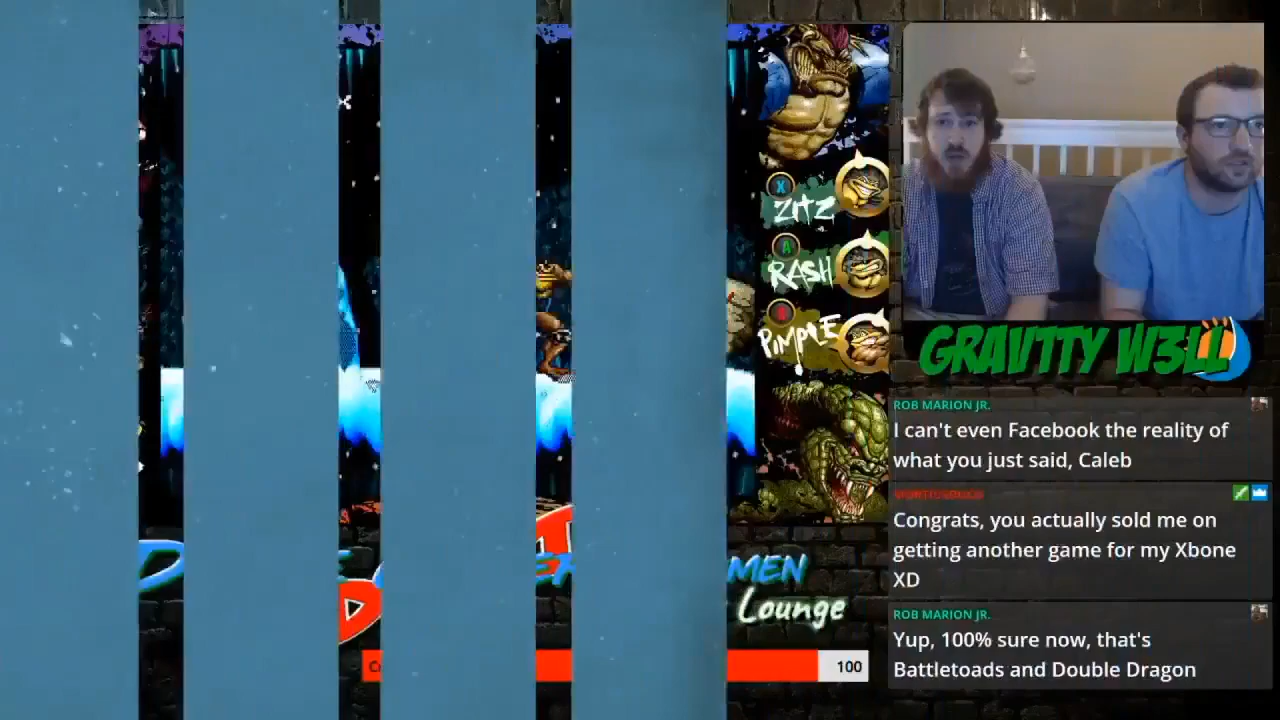 X
ZITZ
A
RASH
PIMPLE
GRAV1TY W3LL
ROB MARION JR.
I can't even Facebook the reality of
what you just said, Caleb
Congrats, you actually sold me on
getting another game for my Xbone
XD
ROB MARION JR.
Yup, 100% sure now, that's
Battletoads and Double Dragon
MEN
Lounge
100